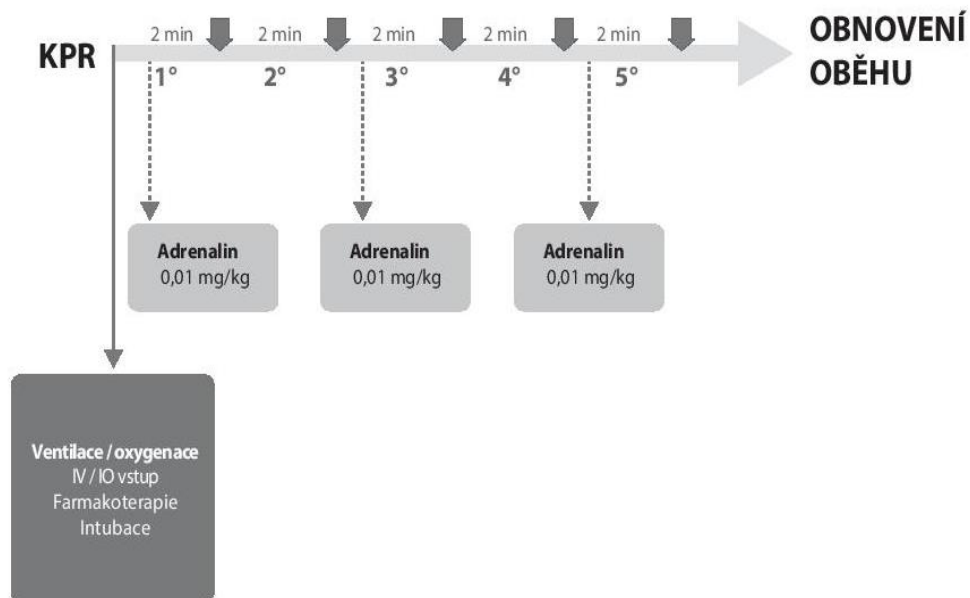 KPR
2 min
2 min
2 min
2 min
2 min
OBNOVENÍ
OBĚHU
1°
2°
3°
4°
5°
Adrenalin
0,01 mg/kg
Adrenalin
0,01 mg/kg
Adrenalin
0,01 mg/kg
Ventilace / oxygenace
IV / IO vstup
Farmakoterapie
Intubace